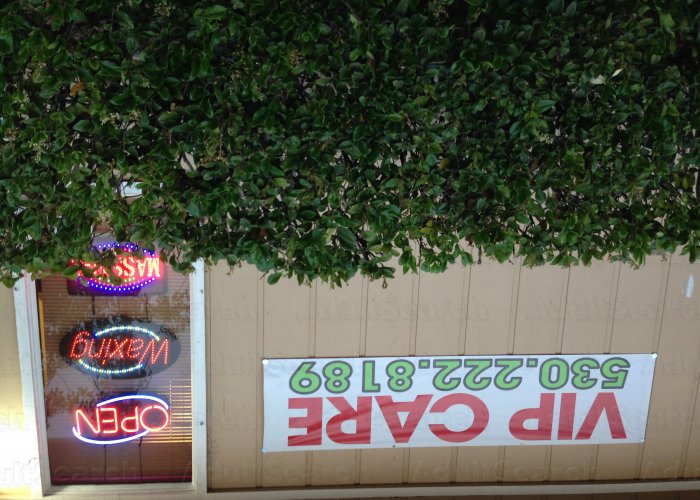 VIP CARE
530.222.8189
OPEN
Waxing